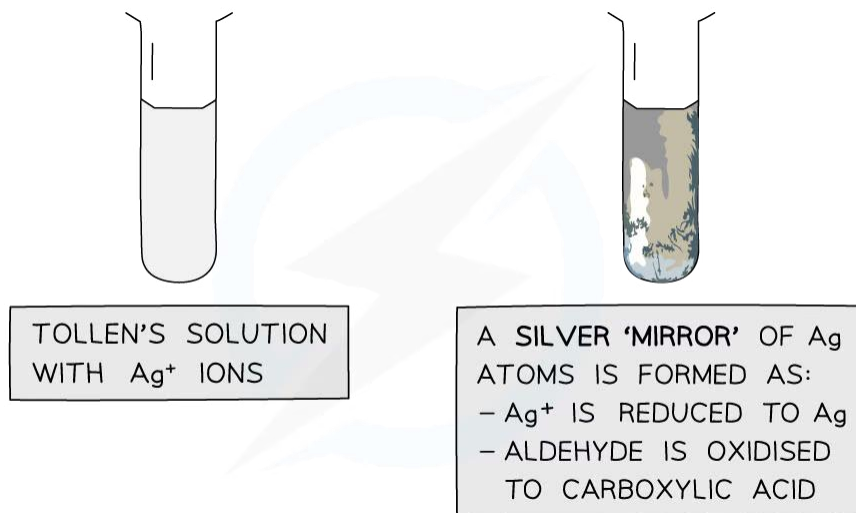 TOLLEN'S SOLUTION
WITH Ag⁺ IONS
A SILVER ‘MIRROR’ OF Ag
ATOMS IS FORMED AS:
– Ag⁺ IS REDUCED TO Ag
– ALDEHYDE IS OXIDISED
TO CARBOXYLIC ACID